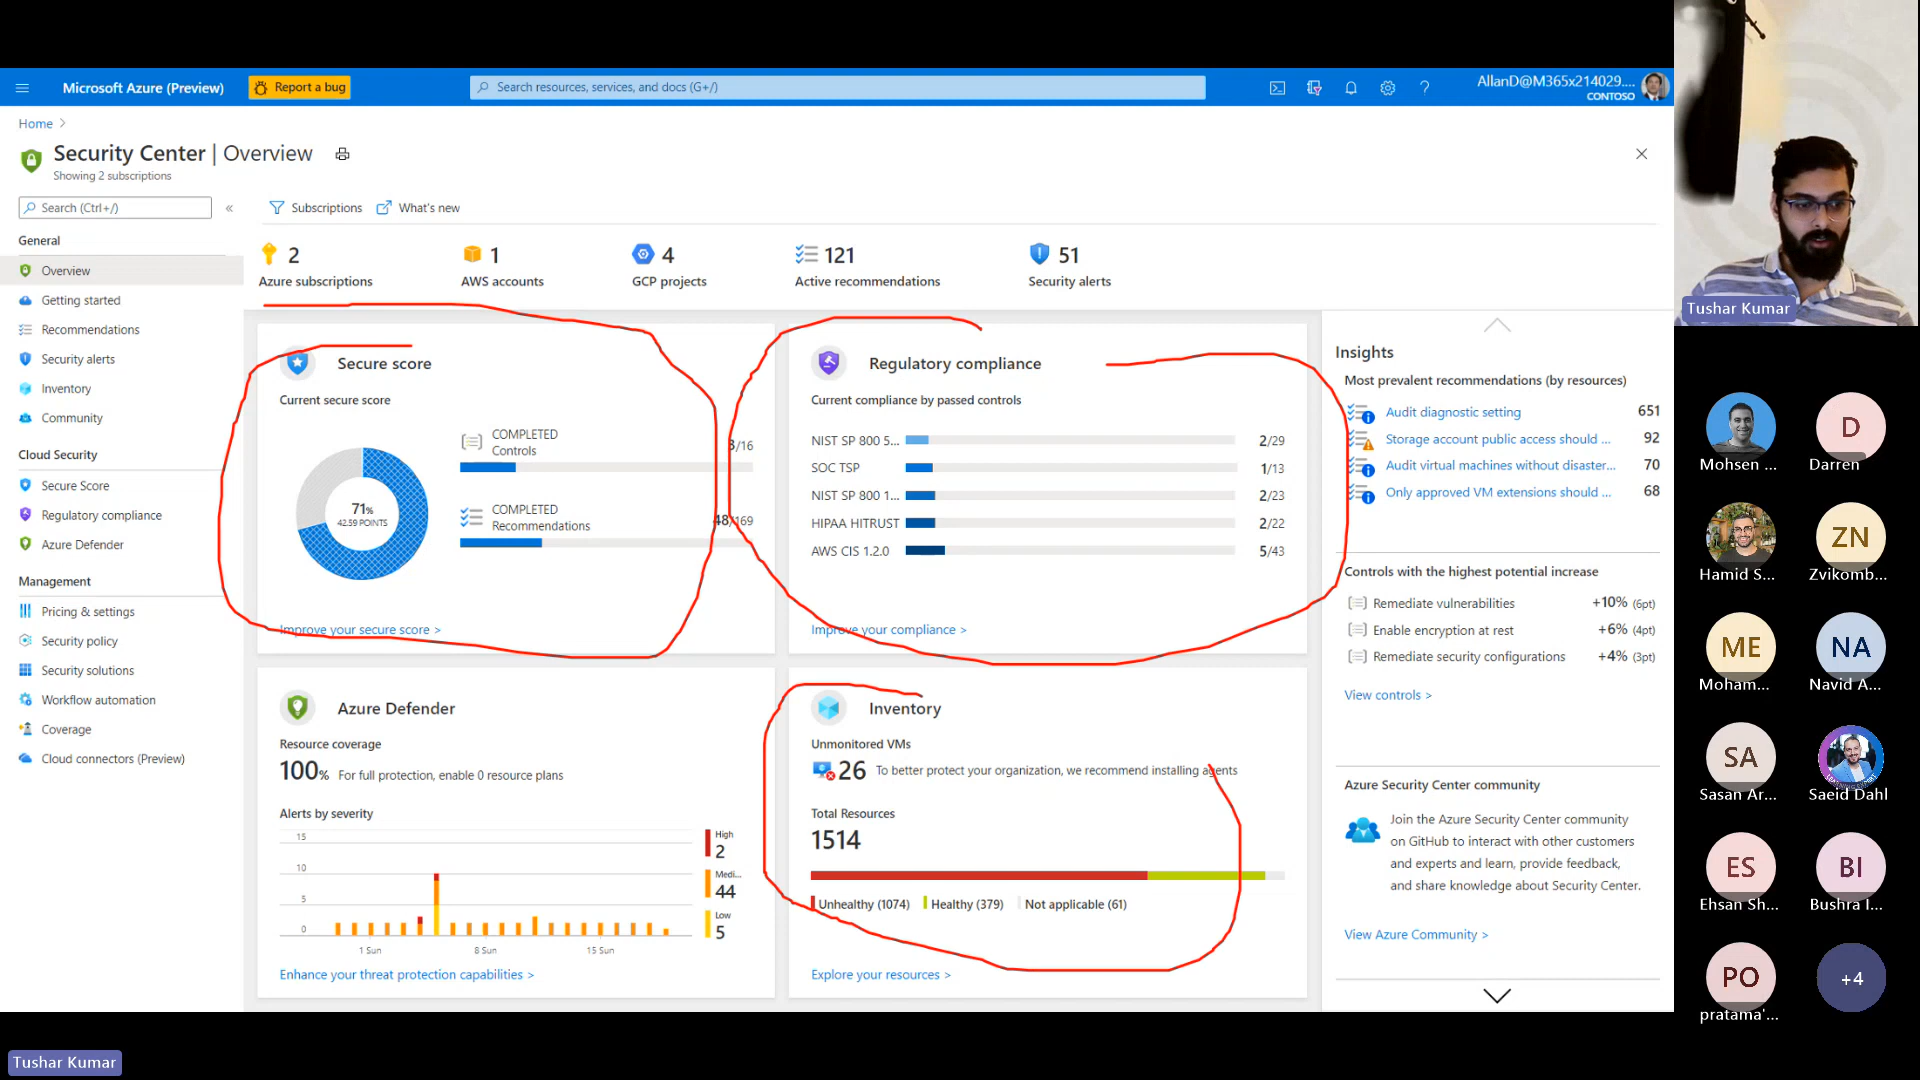 Microsoft Azure (Preview)
Report a bug
Search resources, services, and docs (G+/)
AllanD@M365x214029....
CONTOSO
Home
Security Center | Overview
Showing 2 subscriptions
Search (Ctrl+/)
«
Subscriptions
What's new
General
Overview
Getting started
Recommendations
Security alerts
Inventory
Community
Cloud Security
Secure Score
Regulatory compliance
Azure Defender
Management
Pricing & settings
Security policy
Security solutions
Workflow automation
Coverage
Cloud connectors (Preview)
2
Azure subscriptions
1
AWS accounts
4
GCP projects
121
Active recommendations
51
Security alerts
Secure score
Current secure score
71%
42.59 POINTS
COMPLETED
Controls
3/16
COMPLETED
Recommendations
48/169
Improve your secure score >
Regulatory compliance
Current compliance by passed controls
NIST SP 800 5... 2/29
SOC TSP 1/13
NIST SP 800 1... 2/23
HIPAA HITRUST 2/22
AWS CIS 1.2.0 5/43
Improve your compliance >
Azure Defender
Resource coverage
100% For full protection, enable 0 resource plans
Alerts by severity
15
10
5
0
1 Sun
8 Sun
15 Sun
High
2
Medi...
44
Low
5
Enhance your threat protection capabilities >
Inventory
Unmonitored VMs
26 To better protect your organization, we recommend installing agents
Total Resources
1514
Unhealthy (1074) Healthy (379) Not applicable (61)
Explore your resources >
Insights
Most prevalent recommendations (by resources)
Audit diagnostic setting 651
Storage account public access should ... 92
Audit virtual machines without disaster... 70
Only approved VM extensions should ... 68
Controls with the highest potential increase
Remediate vulnerabilities +10% (6pt)
Enable encryption at rest +6% (4pt)
Remediate security configurations +4% (3pt)
View controls >
Azure Security Center community
Join the Azure Security Center community
on GitHub to interact with other customers
and experts and learn, provide feedback,
and share knowledge about Security Center.
View Azure Community >
Tushar Kumar
Mohsen ...
D
Darren
Hamid S...
ZN
Zvikomb...
ME
Moham...
NA
Navid A...
SA
Sasan Ar...
Saeid Dahl
ES
Ehsan Sh...
BI
Bushra I...
PO
pratama'...
+4
Tushar Kumar